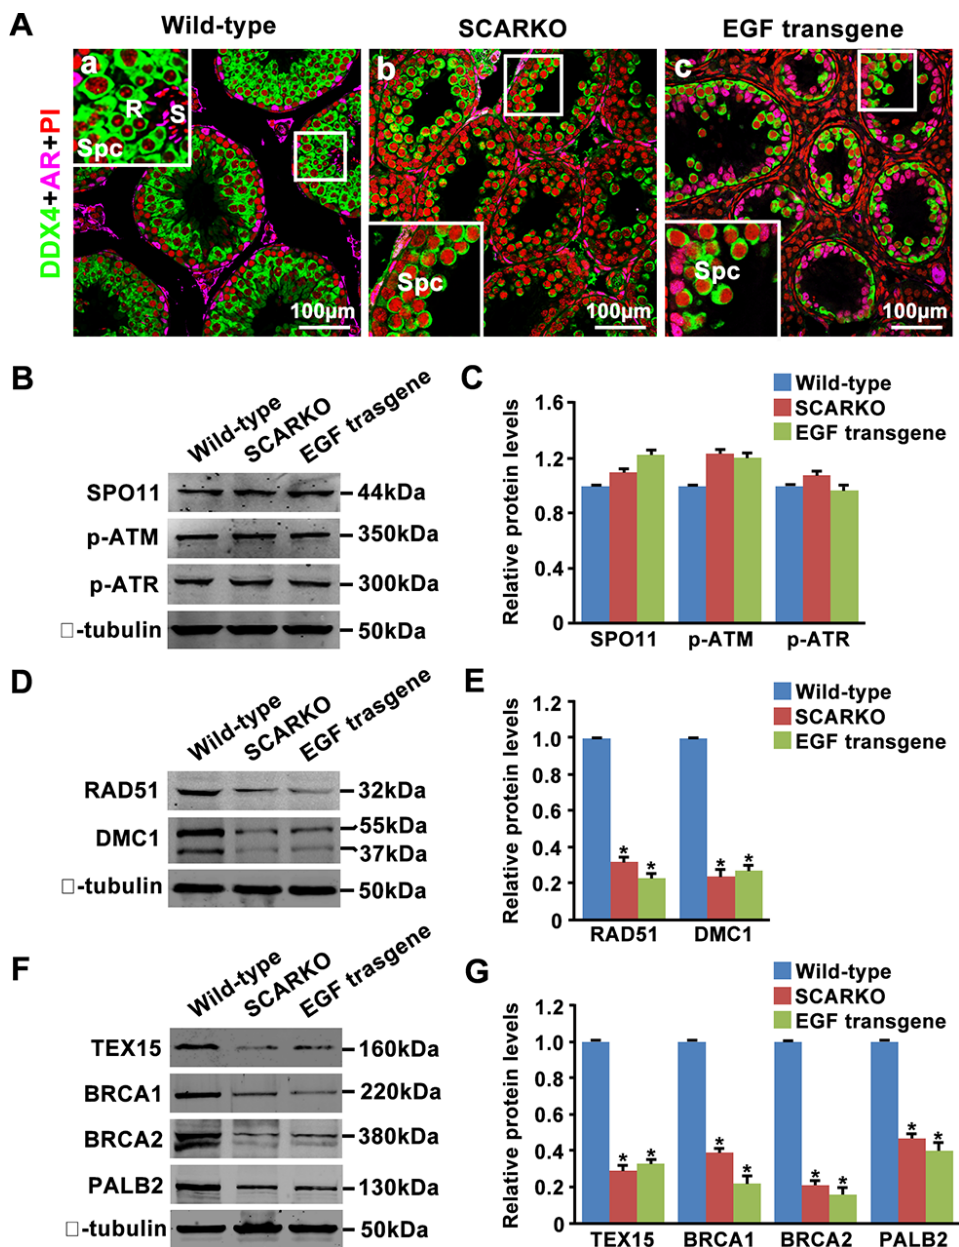 A
Wild-type
SCARKO
EGF transgene
DDX4+AR+PI
a
R
S
Spc
100µm
b
Spc
100µm
c
Spc
100µm
B
Wild-type
SCARKO
EGF trasgene
SPO11
44kDa
p-ATM
350kDa
p-ATR
300kDa
□-tubulin
50kDa
C
Wild-type
SCARKO
EGF transgene
Relative protein levels
1.6
1.2
0.8
0.4
0
SPO11 p-ATM p-ATR
D
Wild-type
SCARKO
EGF trasgene
RAD51
32kDa
DMC1
55kDa
37kDa
□-tubulin
50kDa
E
Wild-type
SCARKO
EGF transgene
Relative protein levels
1.2
1.0
0.8
0.6
0.4
0.2
0
* * * *
RAD51 DMC1
F
Wild-type
SCARKO
EGF trasgene
TEX15
160kDa
BRCA1
220kDa
BRCA2
380kDa
PALB2
130kDa
□-tubulin
50kDa
G
Wild-type
SCARKO
EGF transgene
Relative protein levels
1.2
1.0
0.8
0.6
0.4
0.2
0
* * * * * * * *
TEX15 BRCA1 BRCA2 PALB2